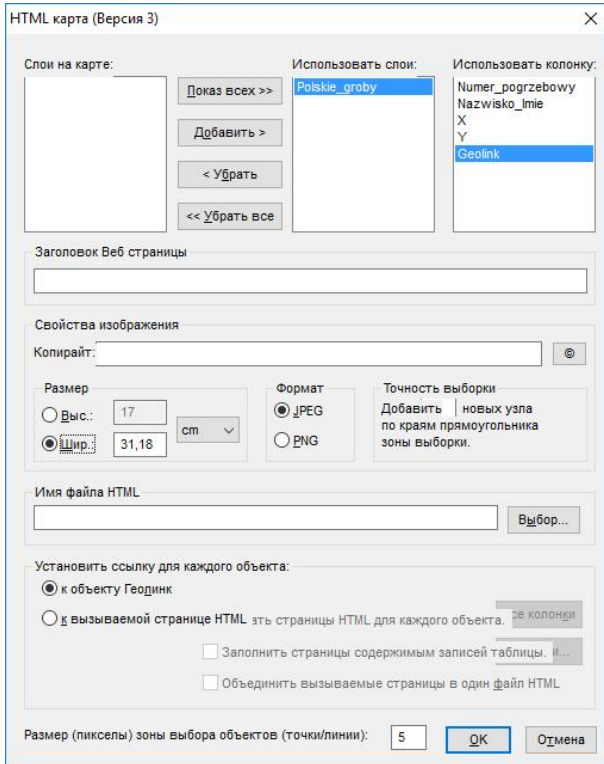 HTML карта (Версия 3)
Слои на карте:
Использовать слои:
Использовать колонку:
Polskie_groby
Numer_pogrzebowy
Nazwisko_Imie
X
Y
Geolink
Показ всех >>
Добавить >
< Убрать
<< Убрать все
Заголовок Веб страницы
Свойства изображения
Копирайт:
©
Размер
Выс.: 17
Шир.: 31,18
cm
Формат
JPEG
PNG
Точность выборки
Добавить новых узла
по краям прямоугольника
зоны выборки.
Имя файла HTML
Выбор...
Установить ссылку для каждого объекта:
к объекту Геолинк
к вызываемой странице HTML ать страницы HTML для каждого объекта. се колонки
Заполнить страницы содержимым записей таблицы.
Объединить вызываемые страницы в один файл HTML
Размер (пикселы) зоны выбора объектов (точки/линии): 5
OK
Отмена